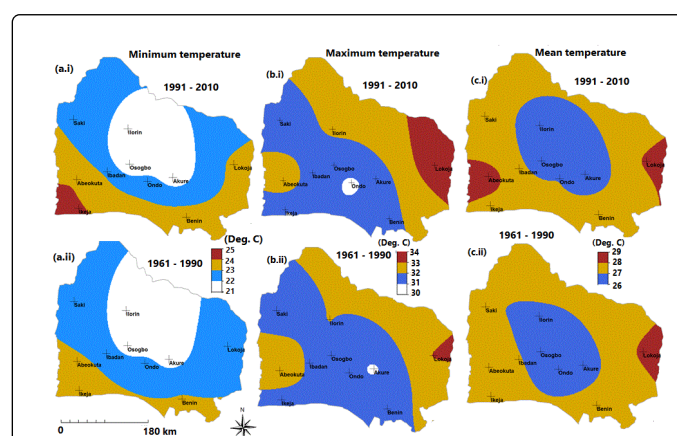 Minimum temperature
Maximum temperature
Mean temperature
(a.i)
1991 - 2010
Saki
Ilorin
Osogbo
Ibadan
Ondo
Akure
Lokoja
Abeokuta
Ikeja
Benin
(b.i)
1991 - 2010
Saki
Ilorin
Osogbo
Ibadan
Ondo
Akure
Lokoja
Abeokuta
Ikeja
Benin
(c.i)
1991 - 2010
Saki
Ilorin
Osogbo
Ibadan
Ondo
Akure
Lokoja
Abeokuta
Ikeja
Benin
(a.ii)
1961 - 1990
(Deg. C)
25
24
23
22
21
Saki
Ilorin
Osogbo
Ibadan
Ondo
Akure
Lokoja
Abeokuta
Ikeja
Benin
(b.ii)
1961 - 1990
(Deg. C)
34
33
32
31
30
Saki
Ilorin
Osogbo
Ibadan
Ondo
Akure
Lokoja
Abeokuta
Ikeja
Benin
1961 - 1990
(c.ii)
(Deg. C)
29
28
27
26
Saki
Ilorin
Osogbo
Ibadan
Ondo
Akure
Lokoja
Abeokuta
Ikeja
Benin
0
180 km
N